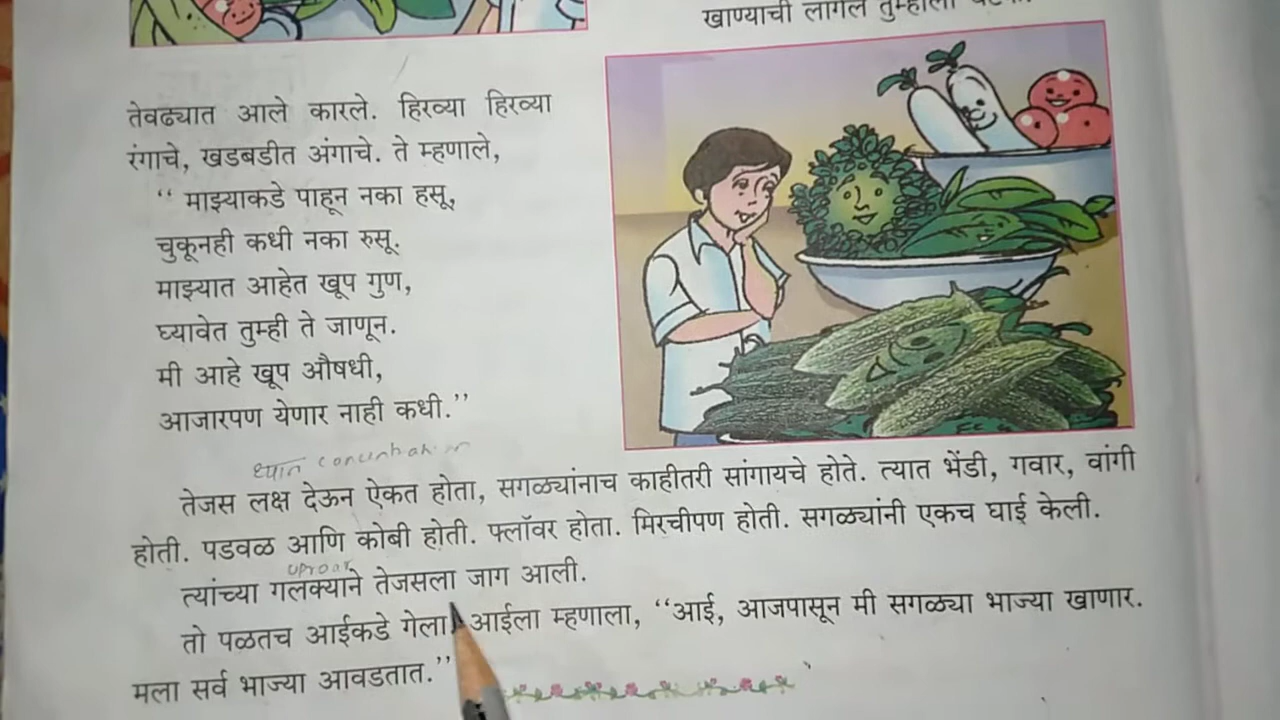 खाण्याची लागेल तुम्हाला
तेवढ्यात आले कारले. हिरव्या हिरव्या
रंगाचे, खडबडीत अंगाचे. ते म्हणाले,
“ माझ्याकडे पाहून नका हसू,
चुकूनही कधी नका रुसू.
माझ्यात आहेत खूप गुण,
घ्यावेत तुम्ही ते जाणून.
मी आहे खूप औषधी,
आजारपण येणार नाही कधी.”
ध्यान
तेजस लक्ष देऊन ऐकत होता, सगळ्यांनाच काहीतरी सांगायचे होते. त्यात भेंडी, गवार, वांगी
होती. पडवळ आणि कोबी होती. फ्लॉवर होता. मिरचीपण होती. सगळ्यांनी एकच घाई केली.
uproar
त्यांच्या गलक्याने तेजसला जाग आली.
तो पळतच आईकडे गेला आईला म्हणाला, “आई, आजपासून मी सगळ्या भाज्या खाणार.
मला सर्व भाज्या आवडतात.”